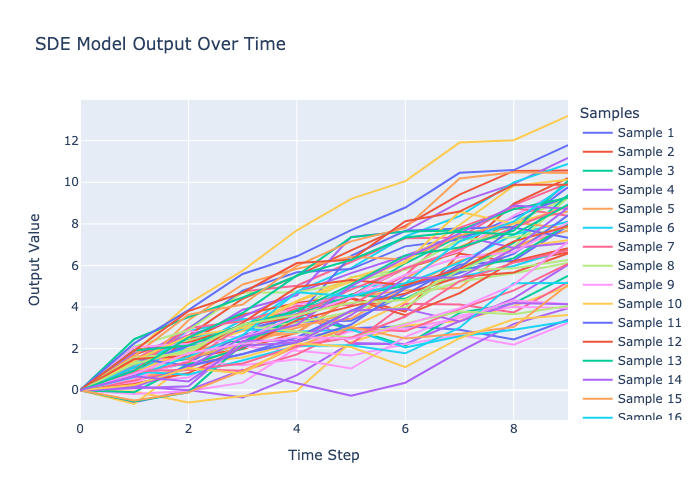 SDE Model Output Over Time
Samples
Sample 1
Sample 2
Sample 3
Sample 4
Sample 5
Sample 6
Sample 7
Sample 8
Sample 9
Sample 10
Sample 11
Sample 12
Sample 13
Sample 14
Sample 15
Sample 16
12
10
8
6
4
2
0
Output Value
0
2
4
6
8
Time Step